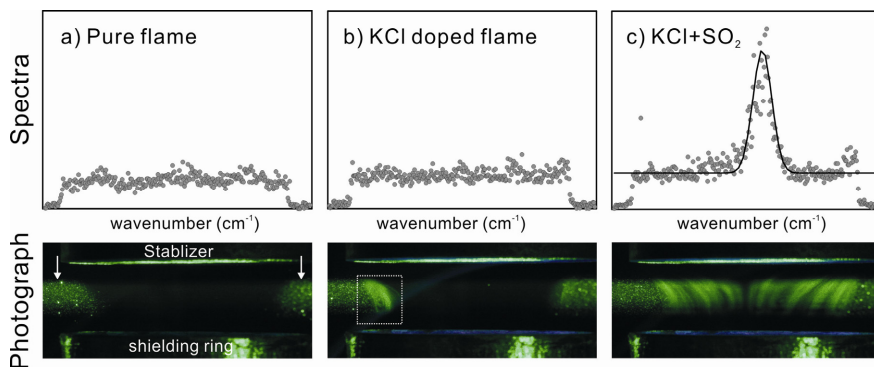 Spectra
a) Pure flame
b) KCl doped flame
c) KCl+SO₂
wavenumber (cm⁻¹)
wavenumber (cm⁻¹)
wavenumber (cm⁻¹)
Photograph
Stablizer
shielding ring